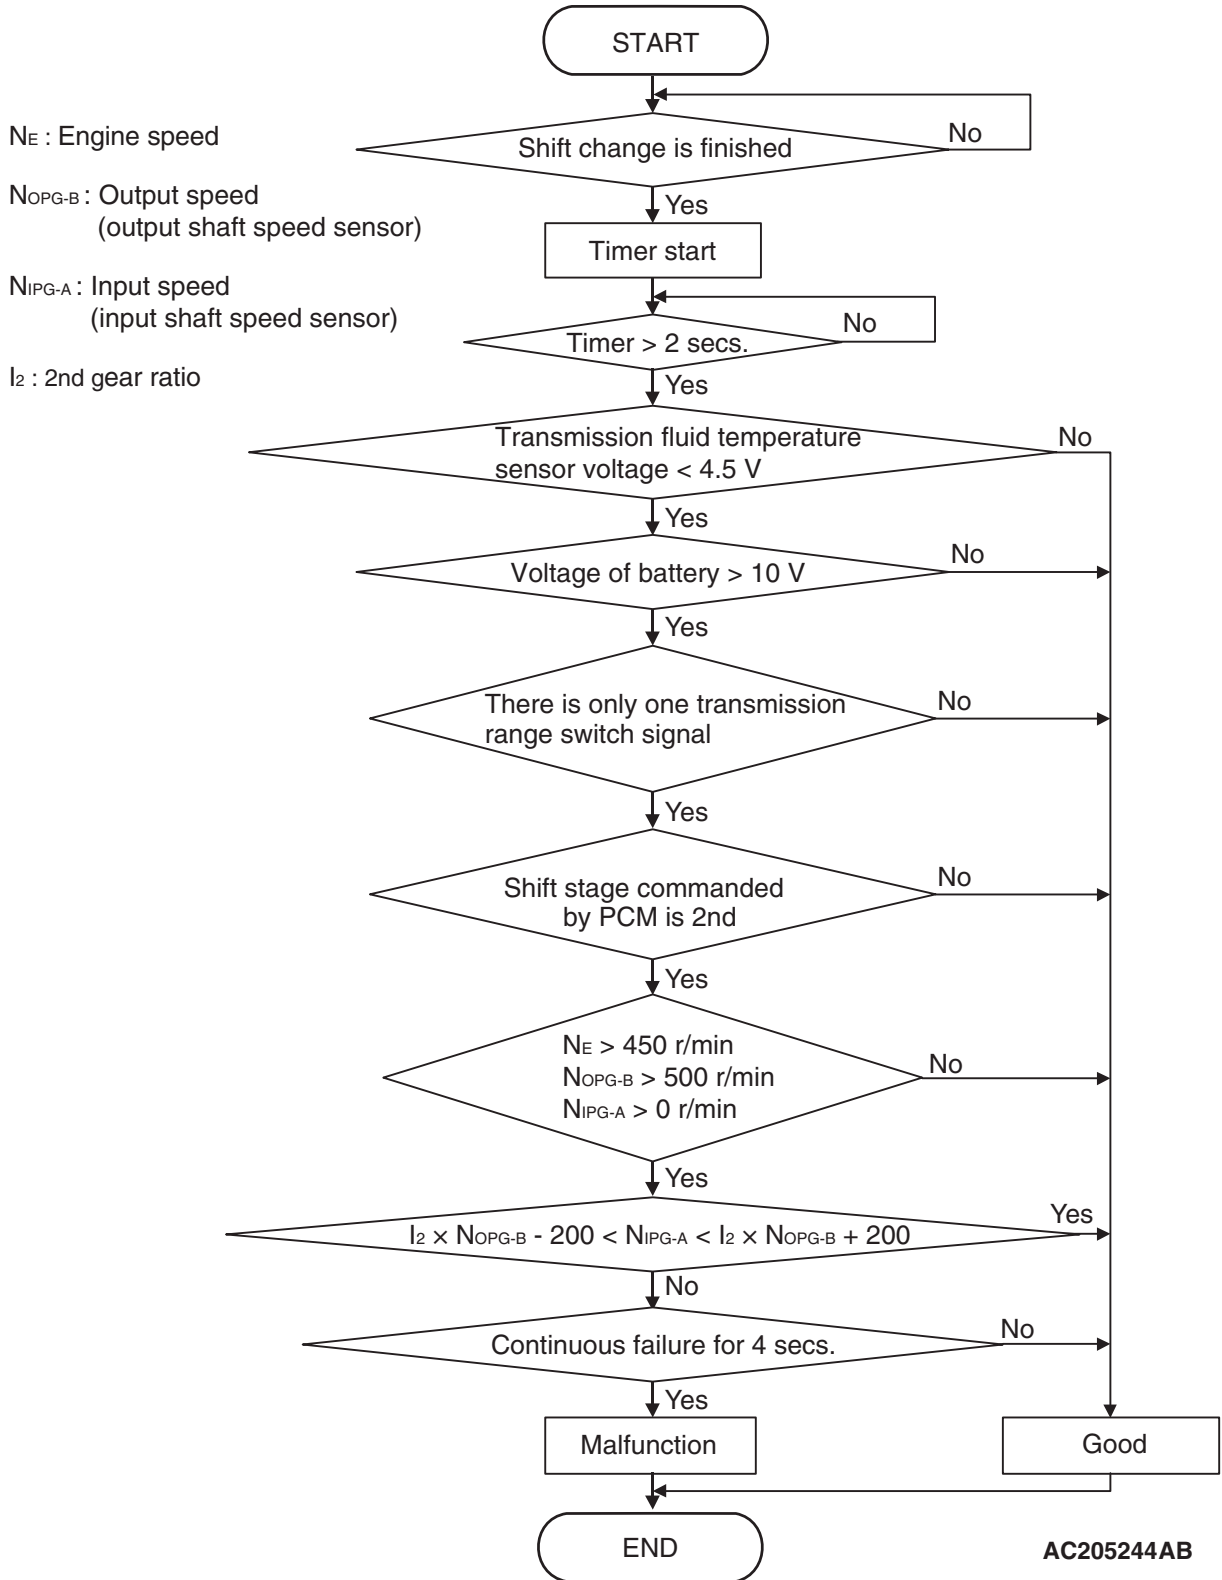 START
No
Shift change is finished
NE : Engine speed
Yes
NOPG-B : Output speed
(output shaft speed sensor)
Timer start
NIPG-A : Input speed
(input shaft speed sensor)
No
Timer > 2 secs.
I2 : 2nd gear ratio
Yes
Transmission fluid temperature
sensor voltage < 4.5 V
No
Yes
Voltage of battery > 10 V
No
Yes
There is only one transmission
range switch signal
No
Yes
Shift stage commanded
by PCM is 2nd
No
Yes
NE > 450 r/min
NOPG-B > 500 r/min
NIPG-A > 0 r/min
No
Yes
I2 × NOPG-B - 200 < NIPG-A < I2 × NOPG-B + 200
Yes
No
Continuous failure for 4 secs.
No
Yes
Malfunction
Good
END
AC205244AB